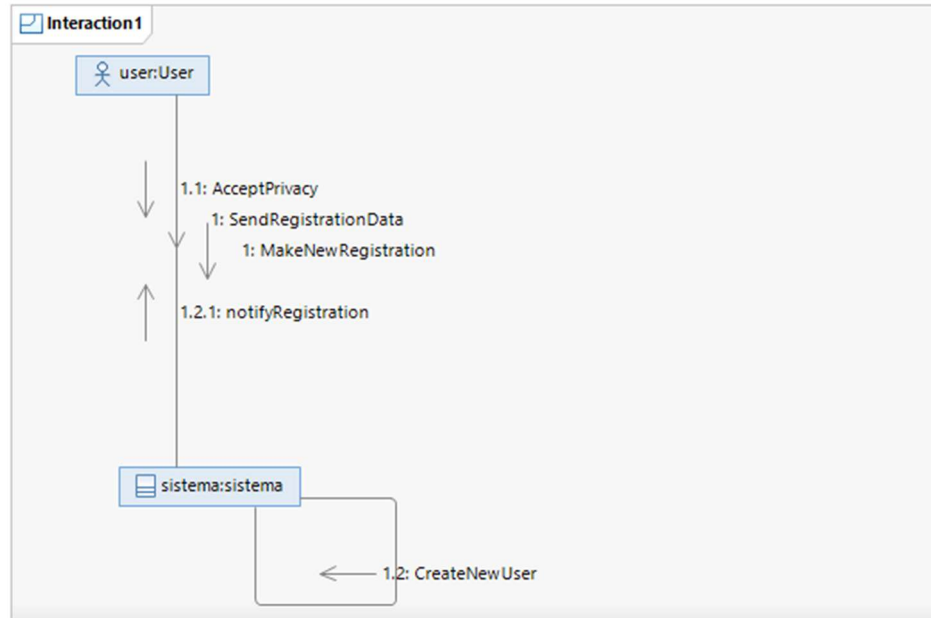 Interaction1
user:User
1.1: AcceptPrivacy
1: SendRegistrationData
1: MakeNewRegistration
1.2.1: notifyRegistration
sistema:sistema
1.2: CreateNewUser